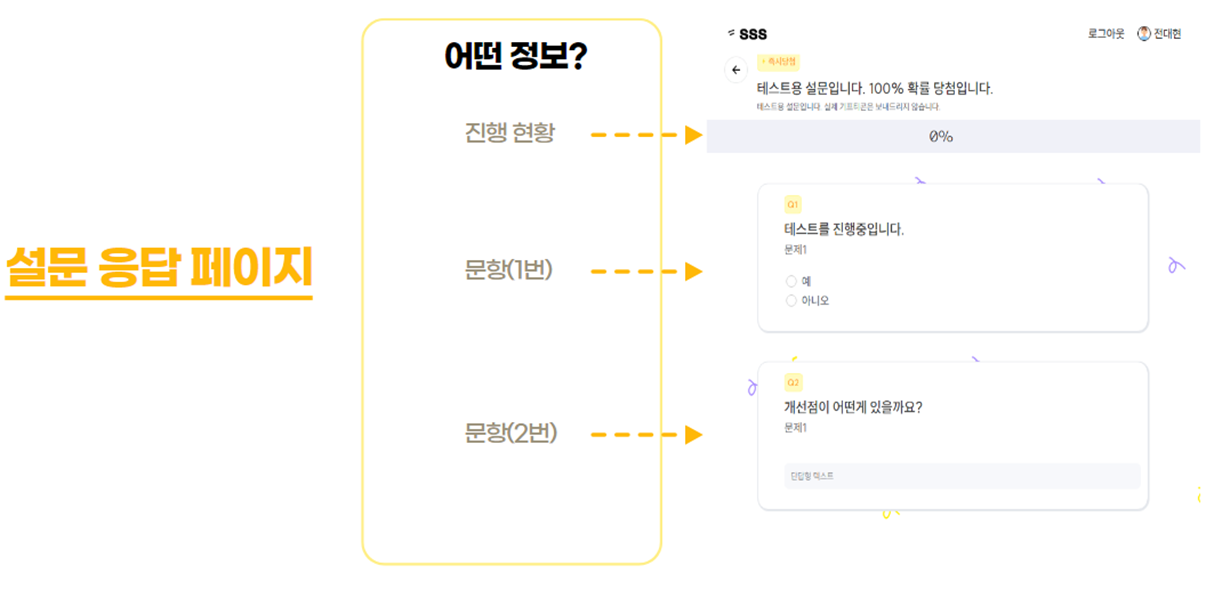 설문 응답 페이지
어떤 정보?
진행 현황
문항(1번)
문항(2번)
SSS
로그아웃 전대현
즉시당첨
테스트용 설문입니다. 100% 확률 당첨입니다.
테스트용 설문입니다. 실제 기프티콘은 보내드리지 않습니다.
0%
Q1
테스트를 진행중입니다.
문제1
예
아니오
Q2
개선점이 어떤게 있을까요?
문제1
단답형 텍스트